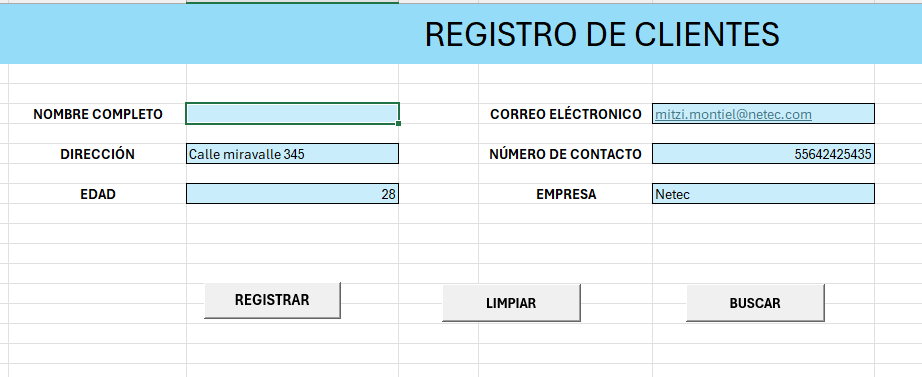 REGISTRO DE CLIENTES
NOMBRE COMPLETO CORREO ELÉCTRONICO mitzi.montiel@netec.com
DIRECCIÓN Calle miravalle 345 NÚMERO DE CONTACTO 55642425435
EDAD 28 EMPRESA Netec
REGISTRAR LIMPIAR BUSCAR